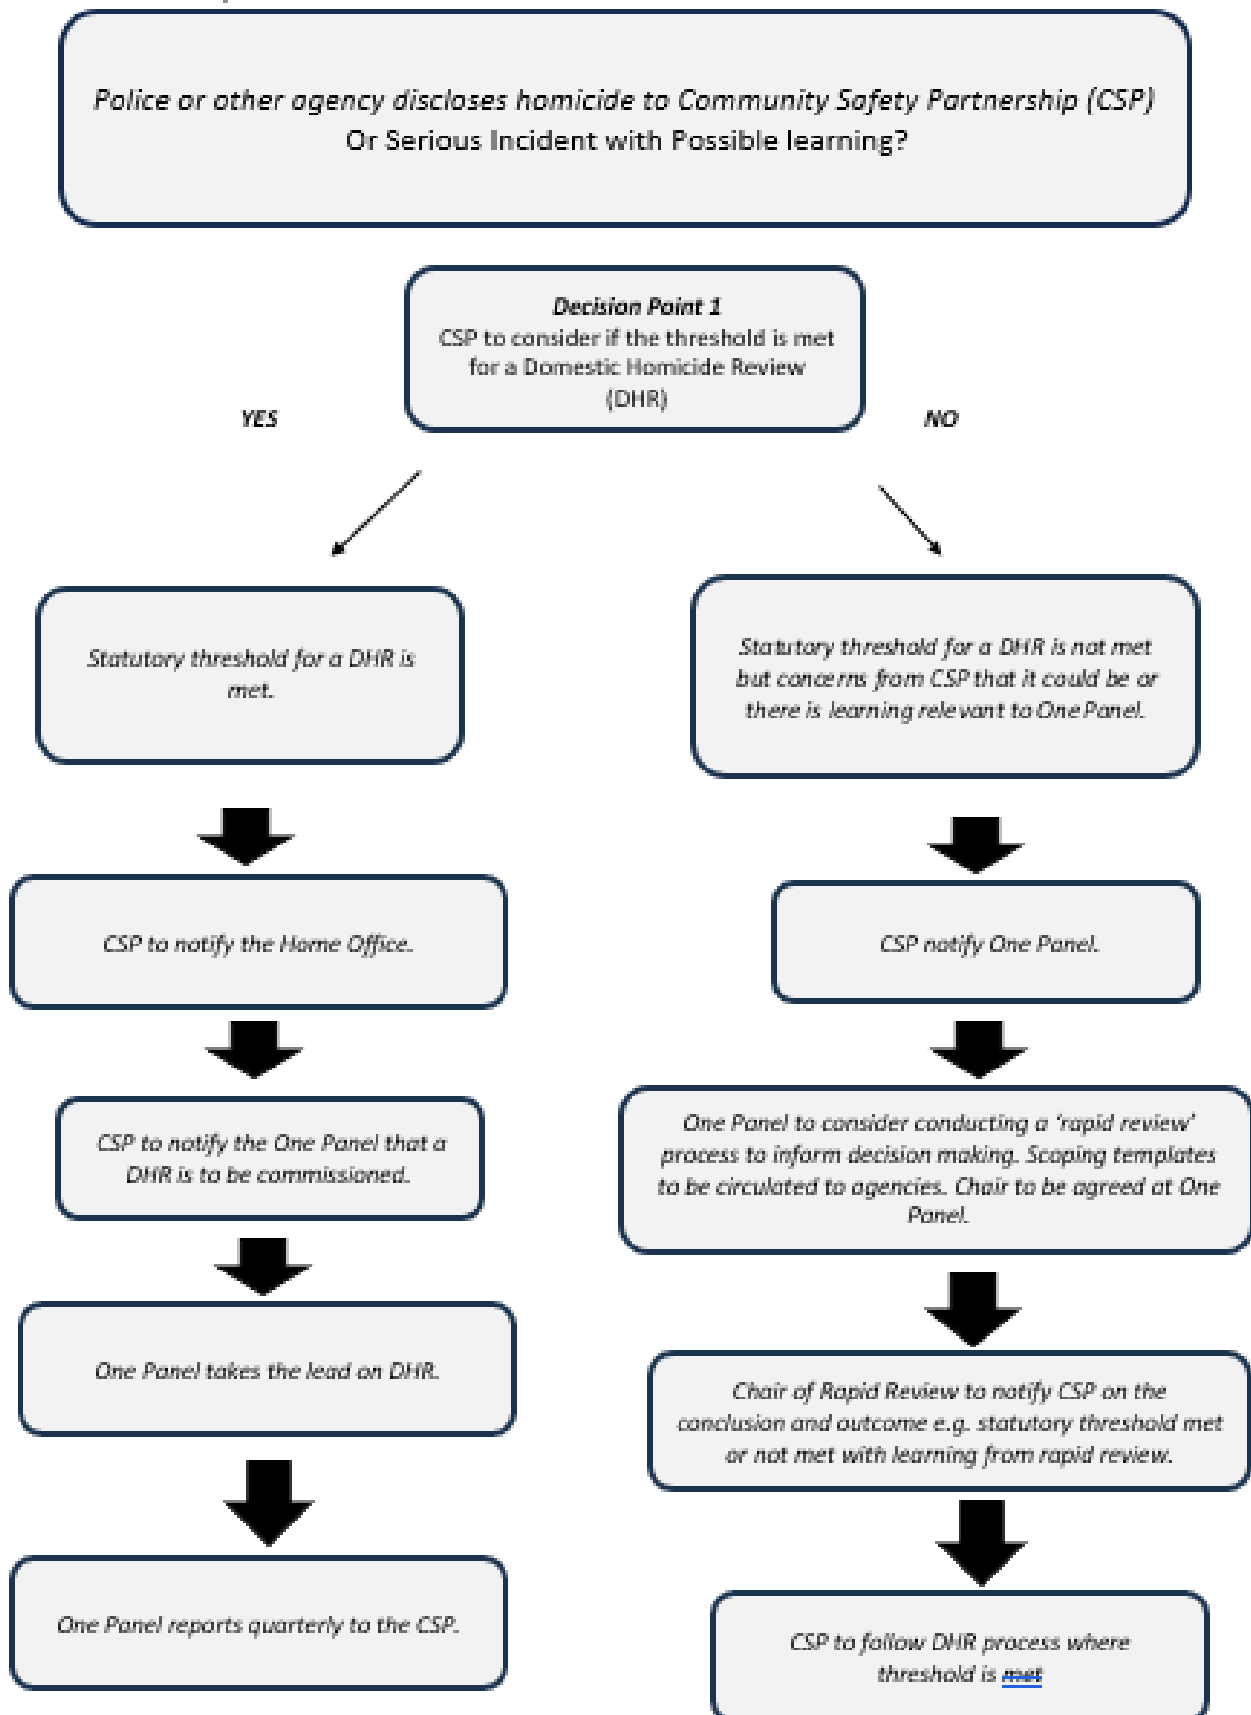 Police or other agency discloses homicide to Community Safety Partnership (CSP)
Or Serious Incident with Possible learning?
Decision Point 1
CSP to consider if the threshold is met
for a Domestic Homicide Review
(DHR)
YES
NO
Statutory threshold for a DHR is
met.
Statutory threshold for a DHR is not met
but concerns from CSP that it could be or
there is learning relevant to One Panel.
CSP to notify the Home Office.
CSP notify One Panel.
CSP to notify the One Panel that a
DHR is to be commissioned.
One Panel to consider conducting a ‘rapid review’
process to inform decision making. Scoping templates
to be circulated to agencies. Chair to be agreed at One
Panel.
One Panel takes the lead on DHR.
Chair of Rapid Review to notify CSP on the
conclusion and outcome e.g. statutory threshold met
or not met with learning from rapid review.
One Panel reports quarterly to the CSP.
CSP to follow DHR process where
threshold is met